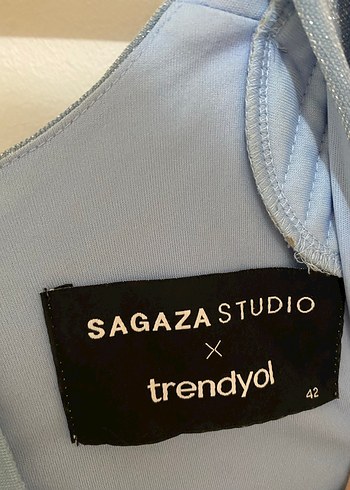 SAGAZA STUDIO
X
trendyol
42